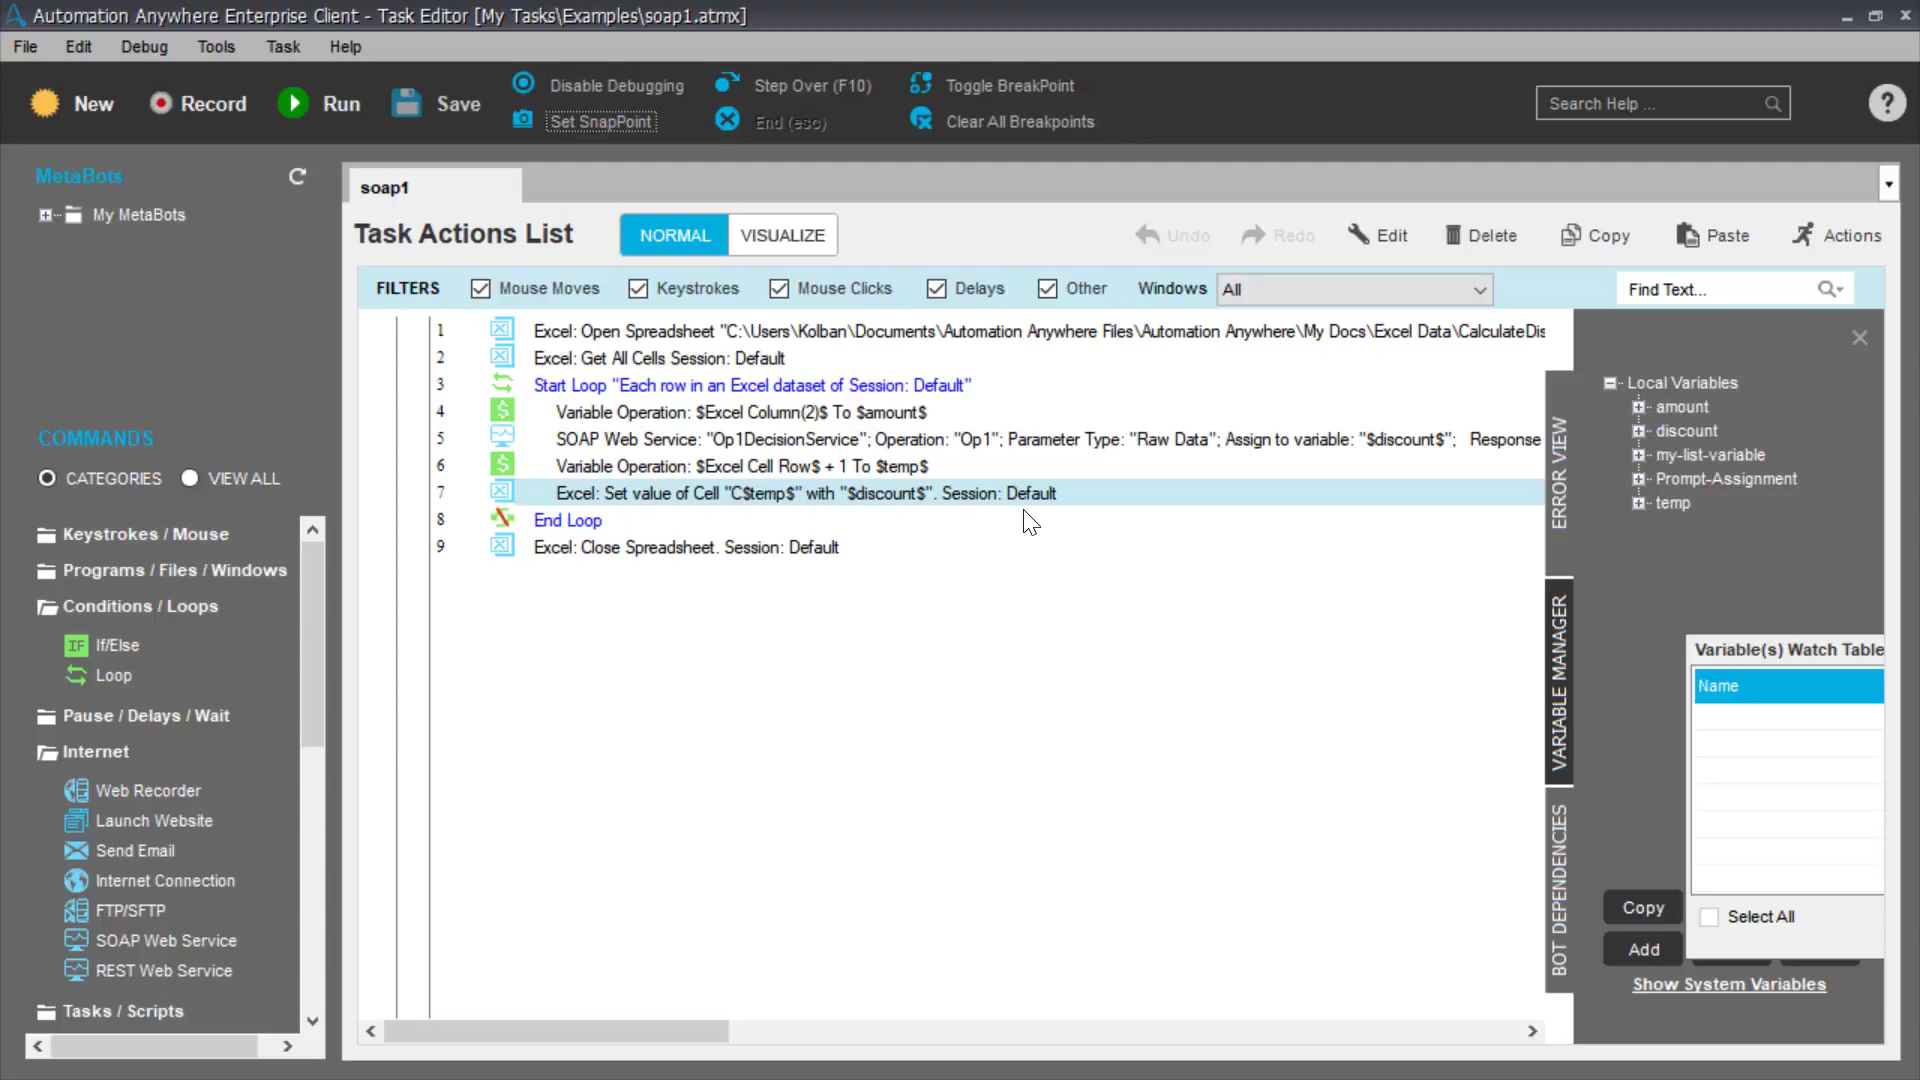 Automation Anywhere Enterprise Client - Task Editor [My Tasks\Examples\soap1.atmx]
File Edit Debug Tools Task Help
New Record Run Save
Disable Debugging Step Over (F10) Toggle BreakPoint
Set SnapPoint End (esc) Clear All Breakpoints
Search Help ... ?
MetaBots
My MetaBots
COMMANDS
CATEGORIES VIEW ALL
Keystrokes / Mouse
Programs / Files / Windows
Conditions / Loops
IF If/Else
Loop
Pause / Delays / Wait
Internet
Web Recorder
Launch Website
Send Email
Internet Connection
FTP/SFTP
SOAP Web Service
REST Web Service
Tasks / Scripts
soap1
Task Actions List NORMAL VISUALIZE Undo Redo Edit Delete Copy Paste Actions
FILTERS Mouse Moves Keystrokes Mouse Clicks Delays Other Windows All Find Text...
1 Excel: Open Spreadsheet "C:\Users\Kolban\Documents\Automation Anywhere Files\Automation Anywhere\My Docs\Excel Data\CalculateDis
2 Excel: Get All Cells Session: Default
3 Start Loop "Each row in an Excel dataset of Session: Default"
4 $ Variable Operation: $Excel Column(2)$ To $amount$
5 SOAP Web Service: "Op1DecisionService"; Operation: "Op1"; Parameter Type: "Raw Data"; Assign to variable: "$discount$"; Response
6 $ Variable Operation: $Excel Cell Row$ + 1 To $temp$
7 Excel: Set value of Cell "C$temp$" with "$discount$". Session: Default
8 End Loop
9 Excel: Close Spreadsheet. Session: Default
ERROR VIEW
VARIABLE MANAGER
BOT DEPENDENCIES
Local Variables
amount
discount
my-list-variable
Prompt-Assignment
temp
Variable(s) Watch Table
Name
Select All
Copy
Add
Show System Variables